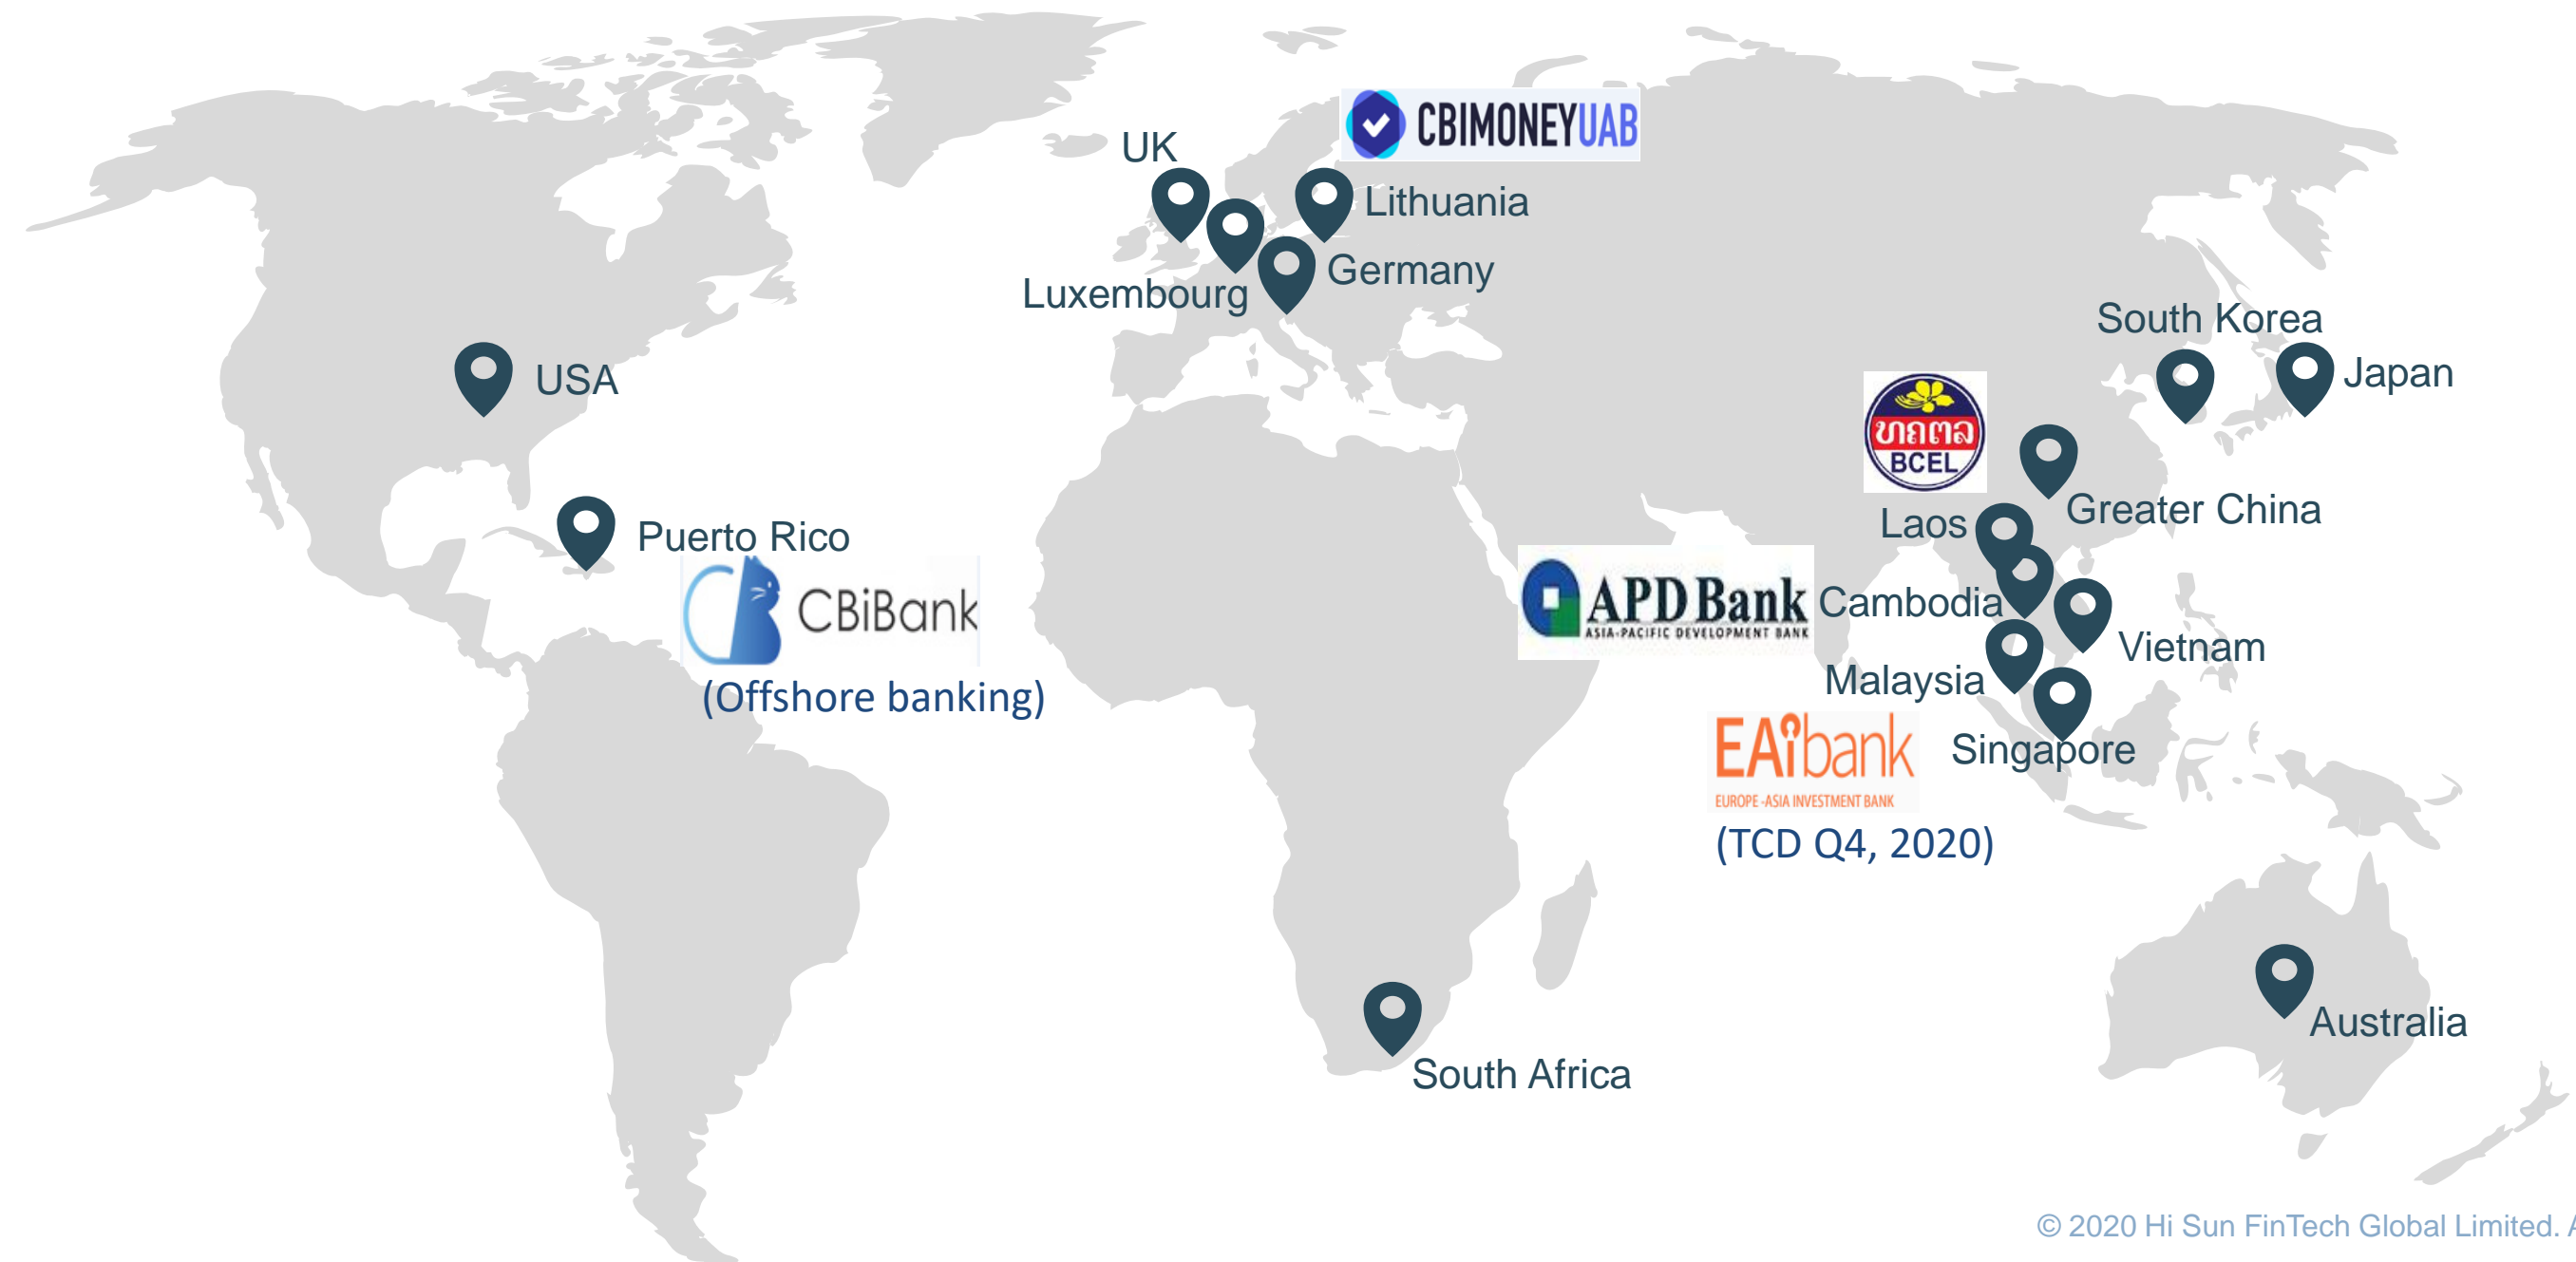 CBIMONEYUAB
UK
Lithuania
Germany
Luxembourg
South Korea
Japan
USA
ທຄຕລ
BCEL
Greater China
Laos
Puerto Rico
CBiBank
(Offshore banking)
APD Bank
ASIA-PACIFIC DEVELOPMENT BANK
Cambodia
Vietnam
Malaysia
EAibank
EUROPE -ASIA INVESTMENT BANK
(TCD Q4, 2020)
Singapore
Australia
South Africa
© 2020 Hi Sun FinTech Global Limited. A